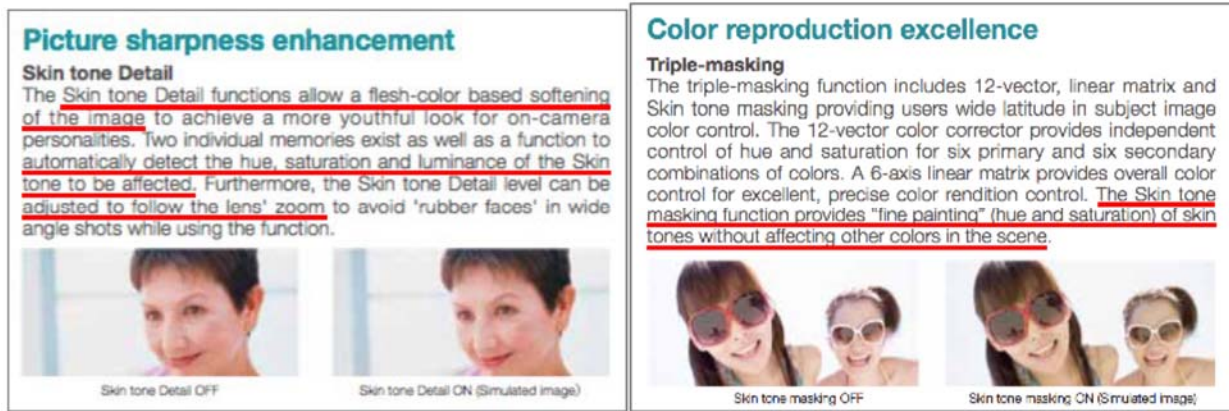 Picture sharpness enhancement
Skin tone Detail
The Skin tone Detail functions allow a flesh-color based softening
of the image to achieve a more youthful look for on-camera
personalities. Two individual memories exist as well as a function to
automatically detect the hue, saturation and luminance of the Skin
tone to be affected. Furthermore, the Skin tone Detail level can be
adjusted to follow the lens' zoom to avoid 'rubber faces' in wide
angle shots while using the function.
Skin tone Detail OFF
Skin tone Detail ON (Simulated image)
Color reproduction excellence
Triple-masking
The triple-masking function includes 12-vector, linear matrix and
Skin tone masking providing users wide latitude in subject image
color control. The 12-vector color corrector provides independent
control of hue and saturation for six primary and six secondary
combinations of colors. A 6-axis linear matrix provides overall color
control for excellent, precise color rendition control. The Skin tone
masking function provides "fine painting" (hue and saturation) of skin
tones without affecting other colors in the scene.
Skin tone masking OFF
Skin tone masking ON (Simulated image)